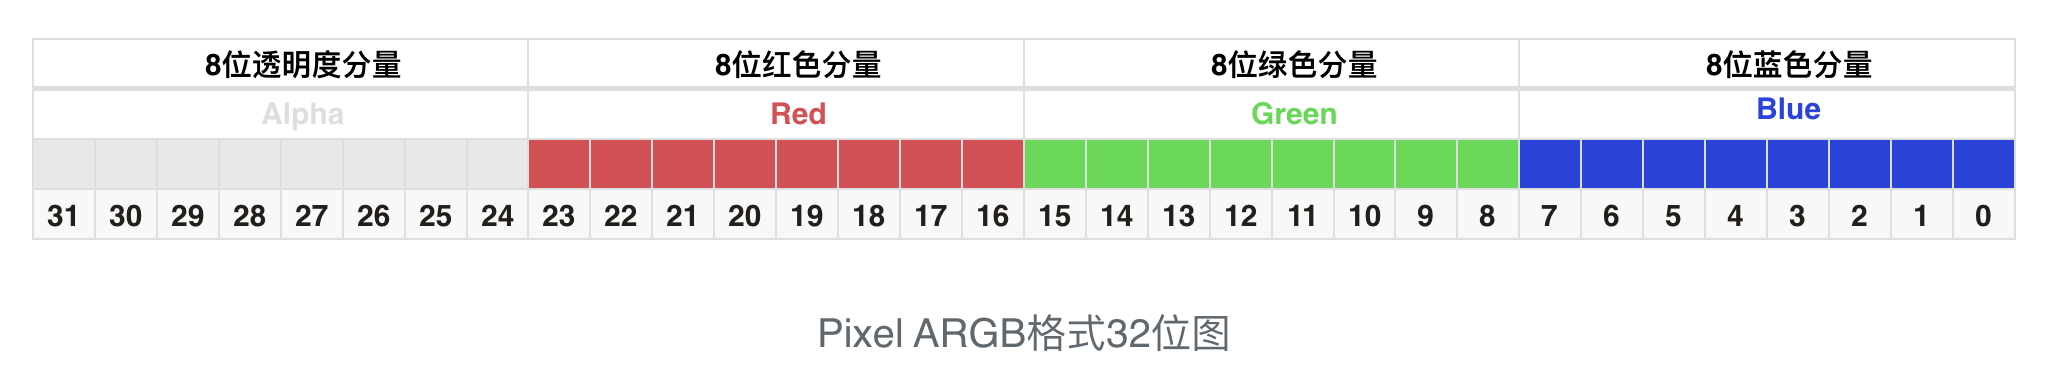 8位透明度分量 8位红色分量 8位绿色分量 8位蓝色分量
Alpha Red Green Blue
31 30 29 28 27 26 25 24 23 22 21 20 19 18 17 16 15 14 13 12 11 10 9 8 7 6 5 4 3 2 1 0
Pixel ARGB格式32位图